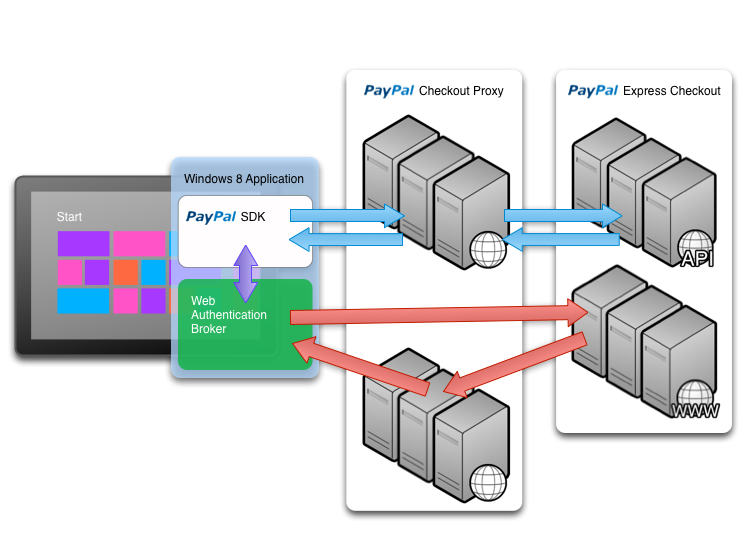 PayPal Checkout Proxy
PayPal Express Checkout
Windows 8 Application
Start
PayPal SDK
API
Web
Authentication
Broker
WWW